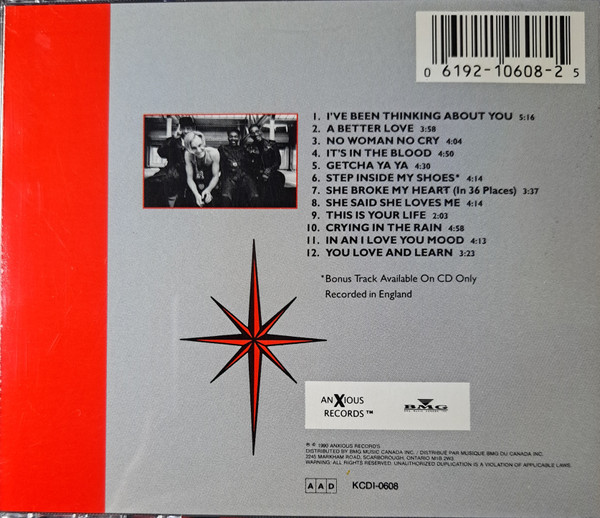 0 6192-10608-2 5
1. I'VE BEEN THINKING ABOUT YOU 5:16
2. A BETTER LOVE 3:58
3. NO WOMAN NO CRY 4:04
4. IT'S IN THE BLOOD 4:50
5. GETCHA YA YA 4:30
6. STEP INSIDE MY SHOES* 4:14
7. SHE BROKE MY HEART (In 36 Places) 3:37
8. SHE SAID SHE LOVES ME 4:14
9. THIS IS YOUR LIFE 2:03
10. CRYING IN THE RAIN 4:58
11. IN AN I LOVE YOU MOOD 4:13
12. YOU LOVE AND LEARN 3:23
*Bonus Track Available On CD Only
Recorded in England
ANXIOUS
RECORDS™
BMG
℗ © 1990 ANXIOUS RECORDS
DISTRIBUTED BY BMG MUSIC CANADA INC. / DISTRIBUÉ PAR MUSIQUE BMG DU CANADA INC.
3245 MARKHAM ROAD, SCARBOROUGH, ONTARIO
WARNING: ALL RIGHTS RESERVED. UNAUTHORIZED DUPLICATION IS A VIOLATION OF APPLICABLE LAWS.
AAD KCDI-0608